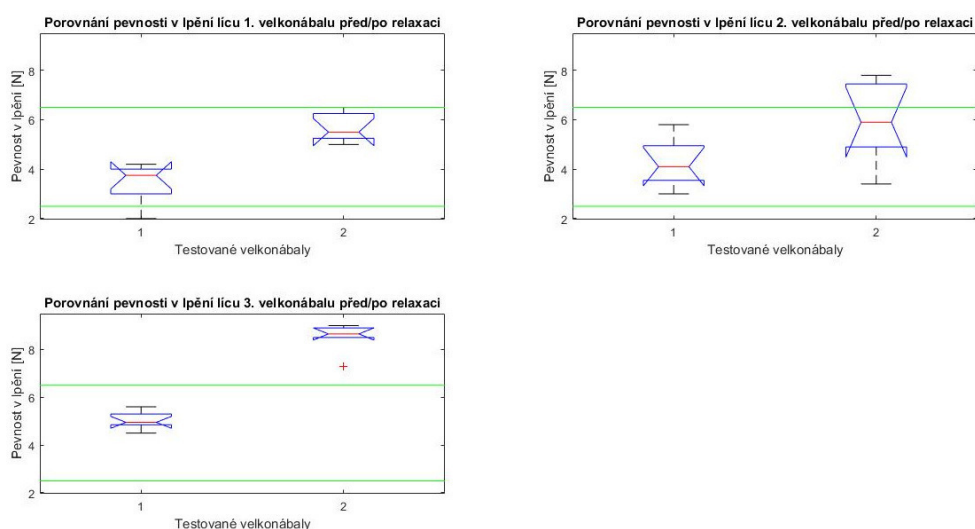 Porovnání pevnosti v lpění lícu 1. velkonábalu před/po relaxaci
Pevnost v lpění [N]
8
6
4
2
1
2
Testované velkonábaly
Porovnání pevnosti v lpění lícu 2. velkonábalu před/po relaxaci
Pevnost v lpění [N]
8
6
4
2
1
2
Testované velkonábaly
Porovnání pevnosti v lpění lícu 3. velkonábalu před/po relaxaci
Pevnost v lpění [N]
8
6
4
2
1
2
Testované velkonábaly